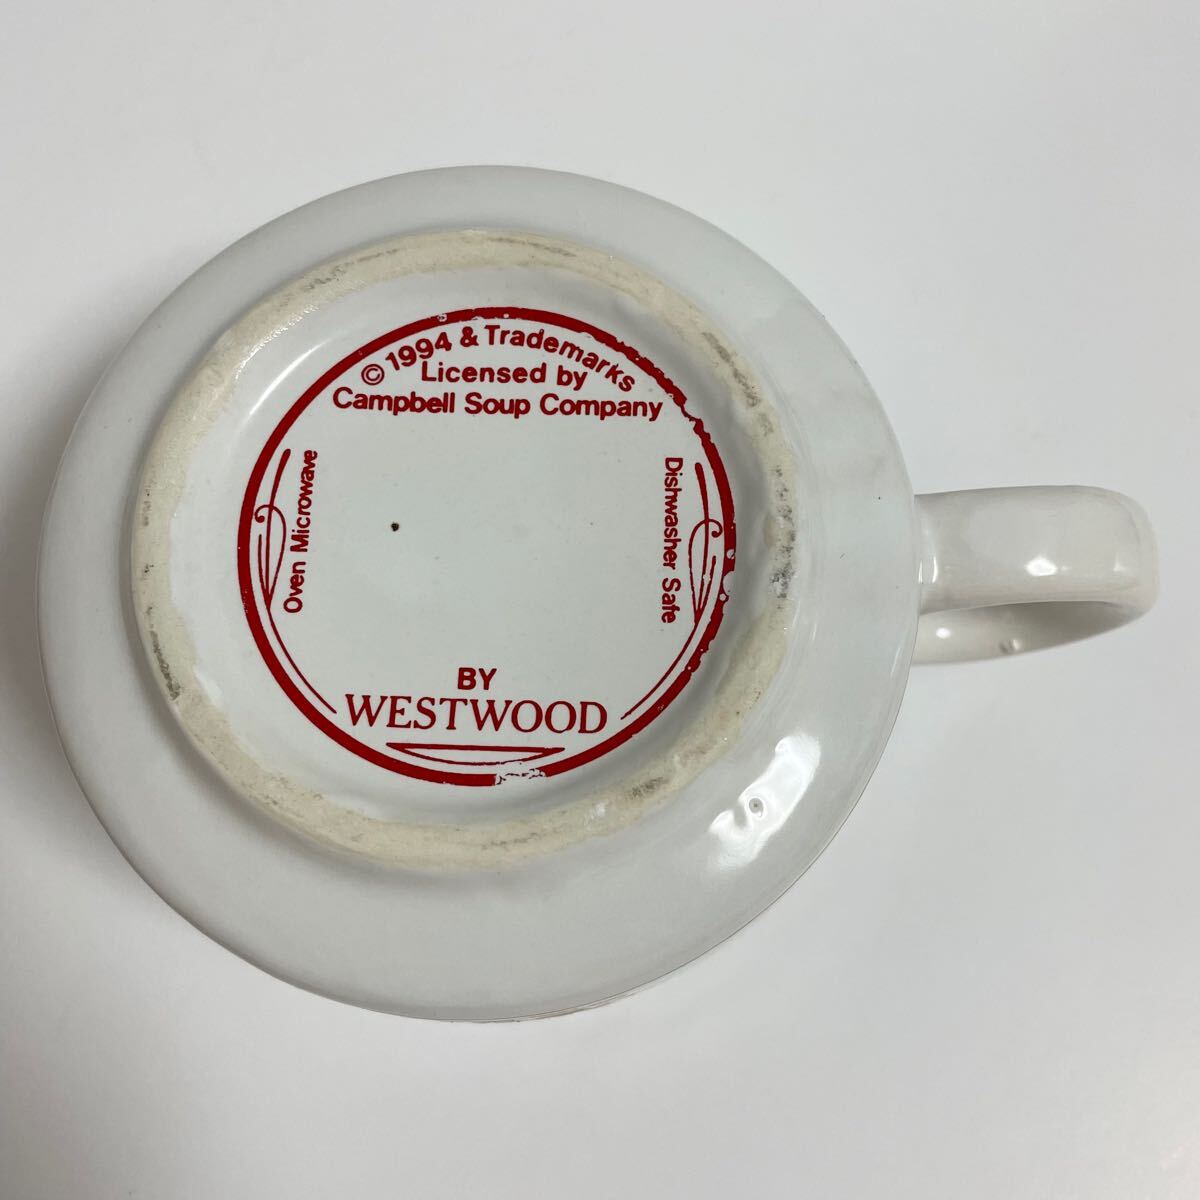 © 1994 & Trademarks
Licensed by
Campbell Soup Company
Oven Microwave
Dishwasher Safe
BY
WESTWOOD